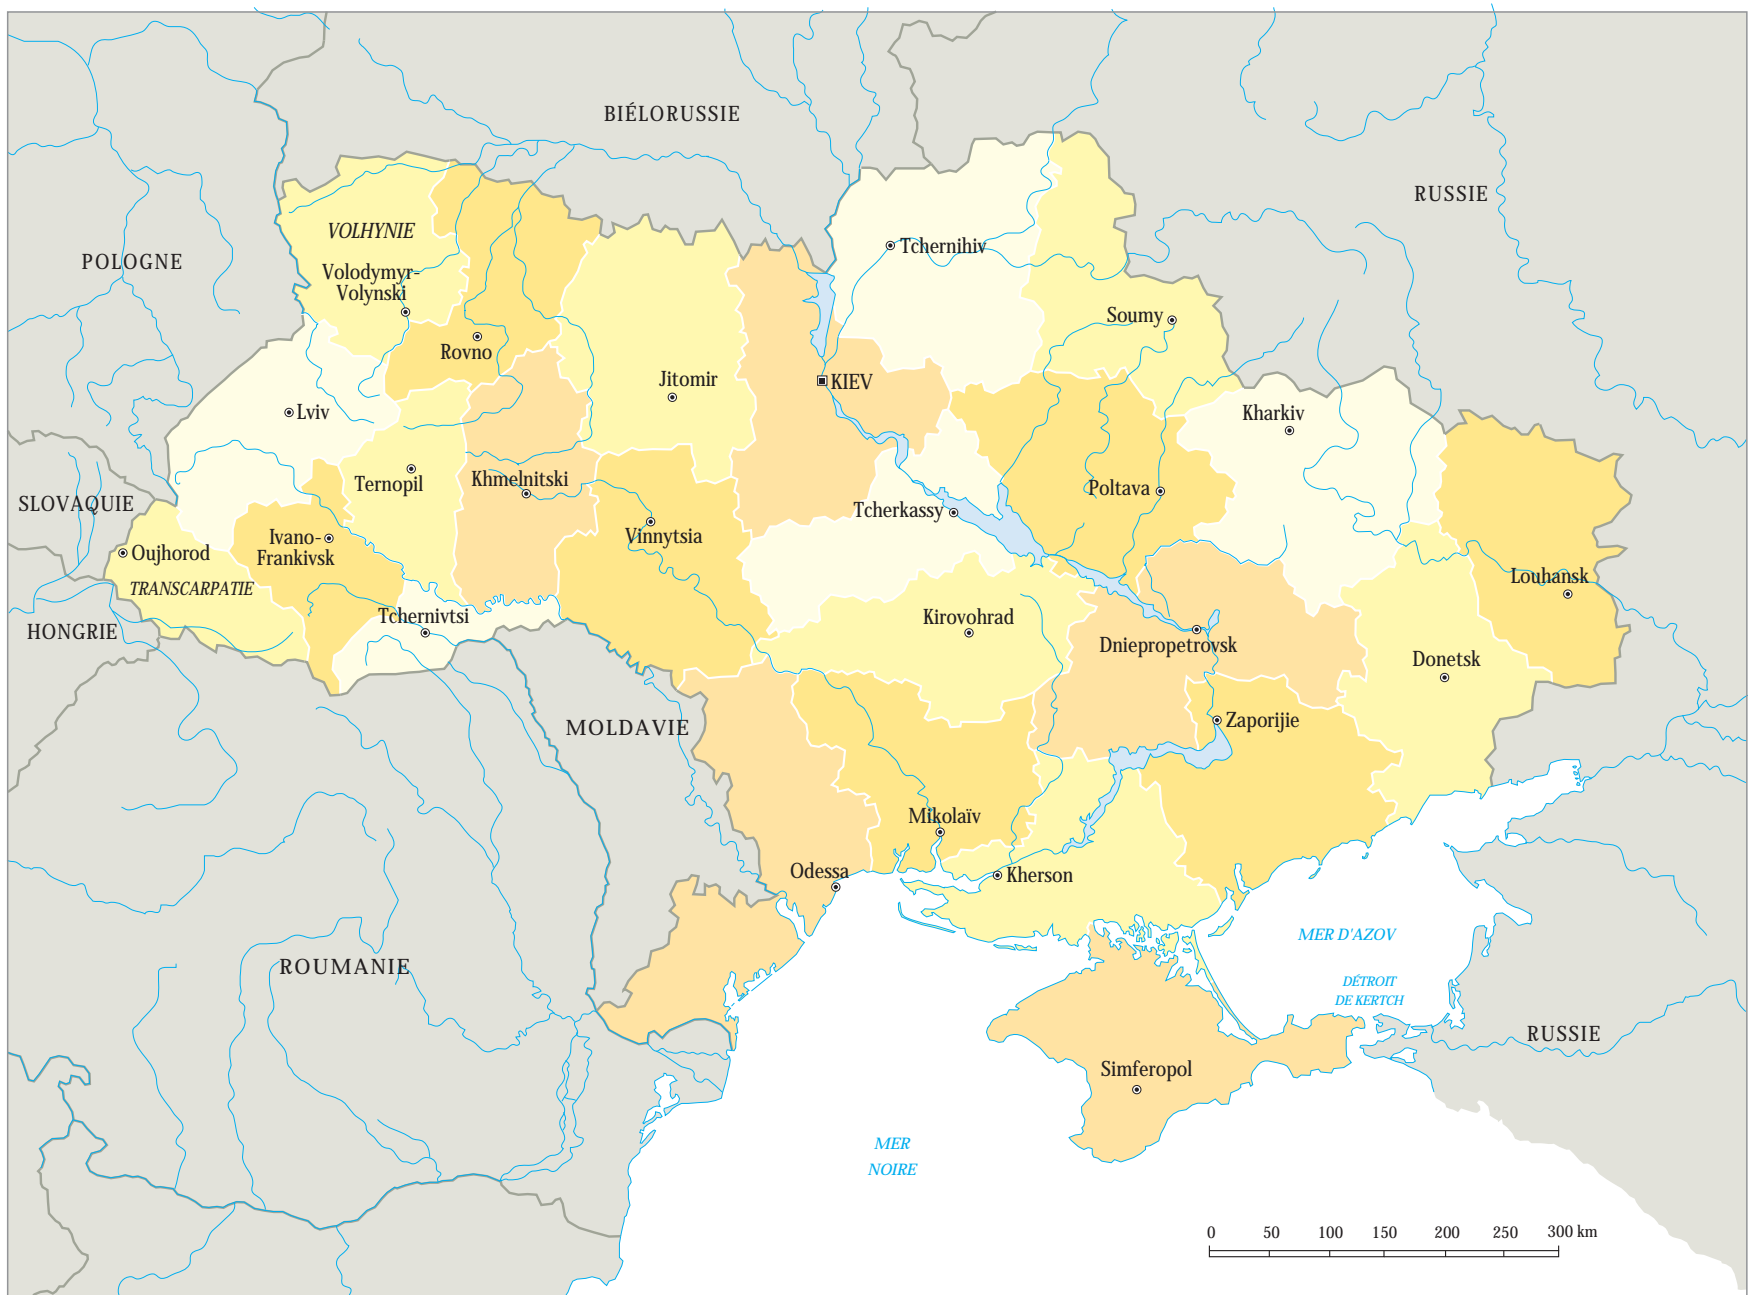 BIÉLORUSSIE
RUSSIE
POLOGNE
VOLHYNIE
Volodymyr-
Volynski
Tchernihiv
Soumy
Rovno
Jitomir
KIEV
Lviv
Kharkiv
Ternopil
Khmelnitski
Poltava
SLOVAQUIE
Tcherkassy
Oujhorod
Ivano-
Frankivsk
Vinnytsia
TRANSCARPATIE
Louhansk
Tchernivtsi
Kirovohrad
HONGRIE
Dniepropetrovsk
Donetsk
MOLDAVIE
Zaporijie
Mikolaïv
Odessa
Kherson
MER D'AZOV
ROUMANIE
DÉTROIT
DE KERTCH
RUSSIE
Simferopol
MER
NOIRE
0 50 100 150 200 250 300 km